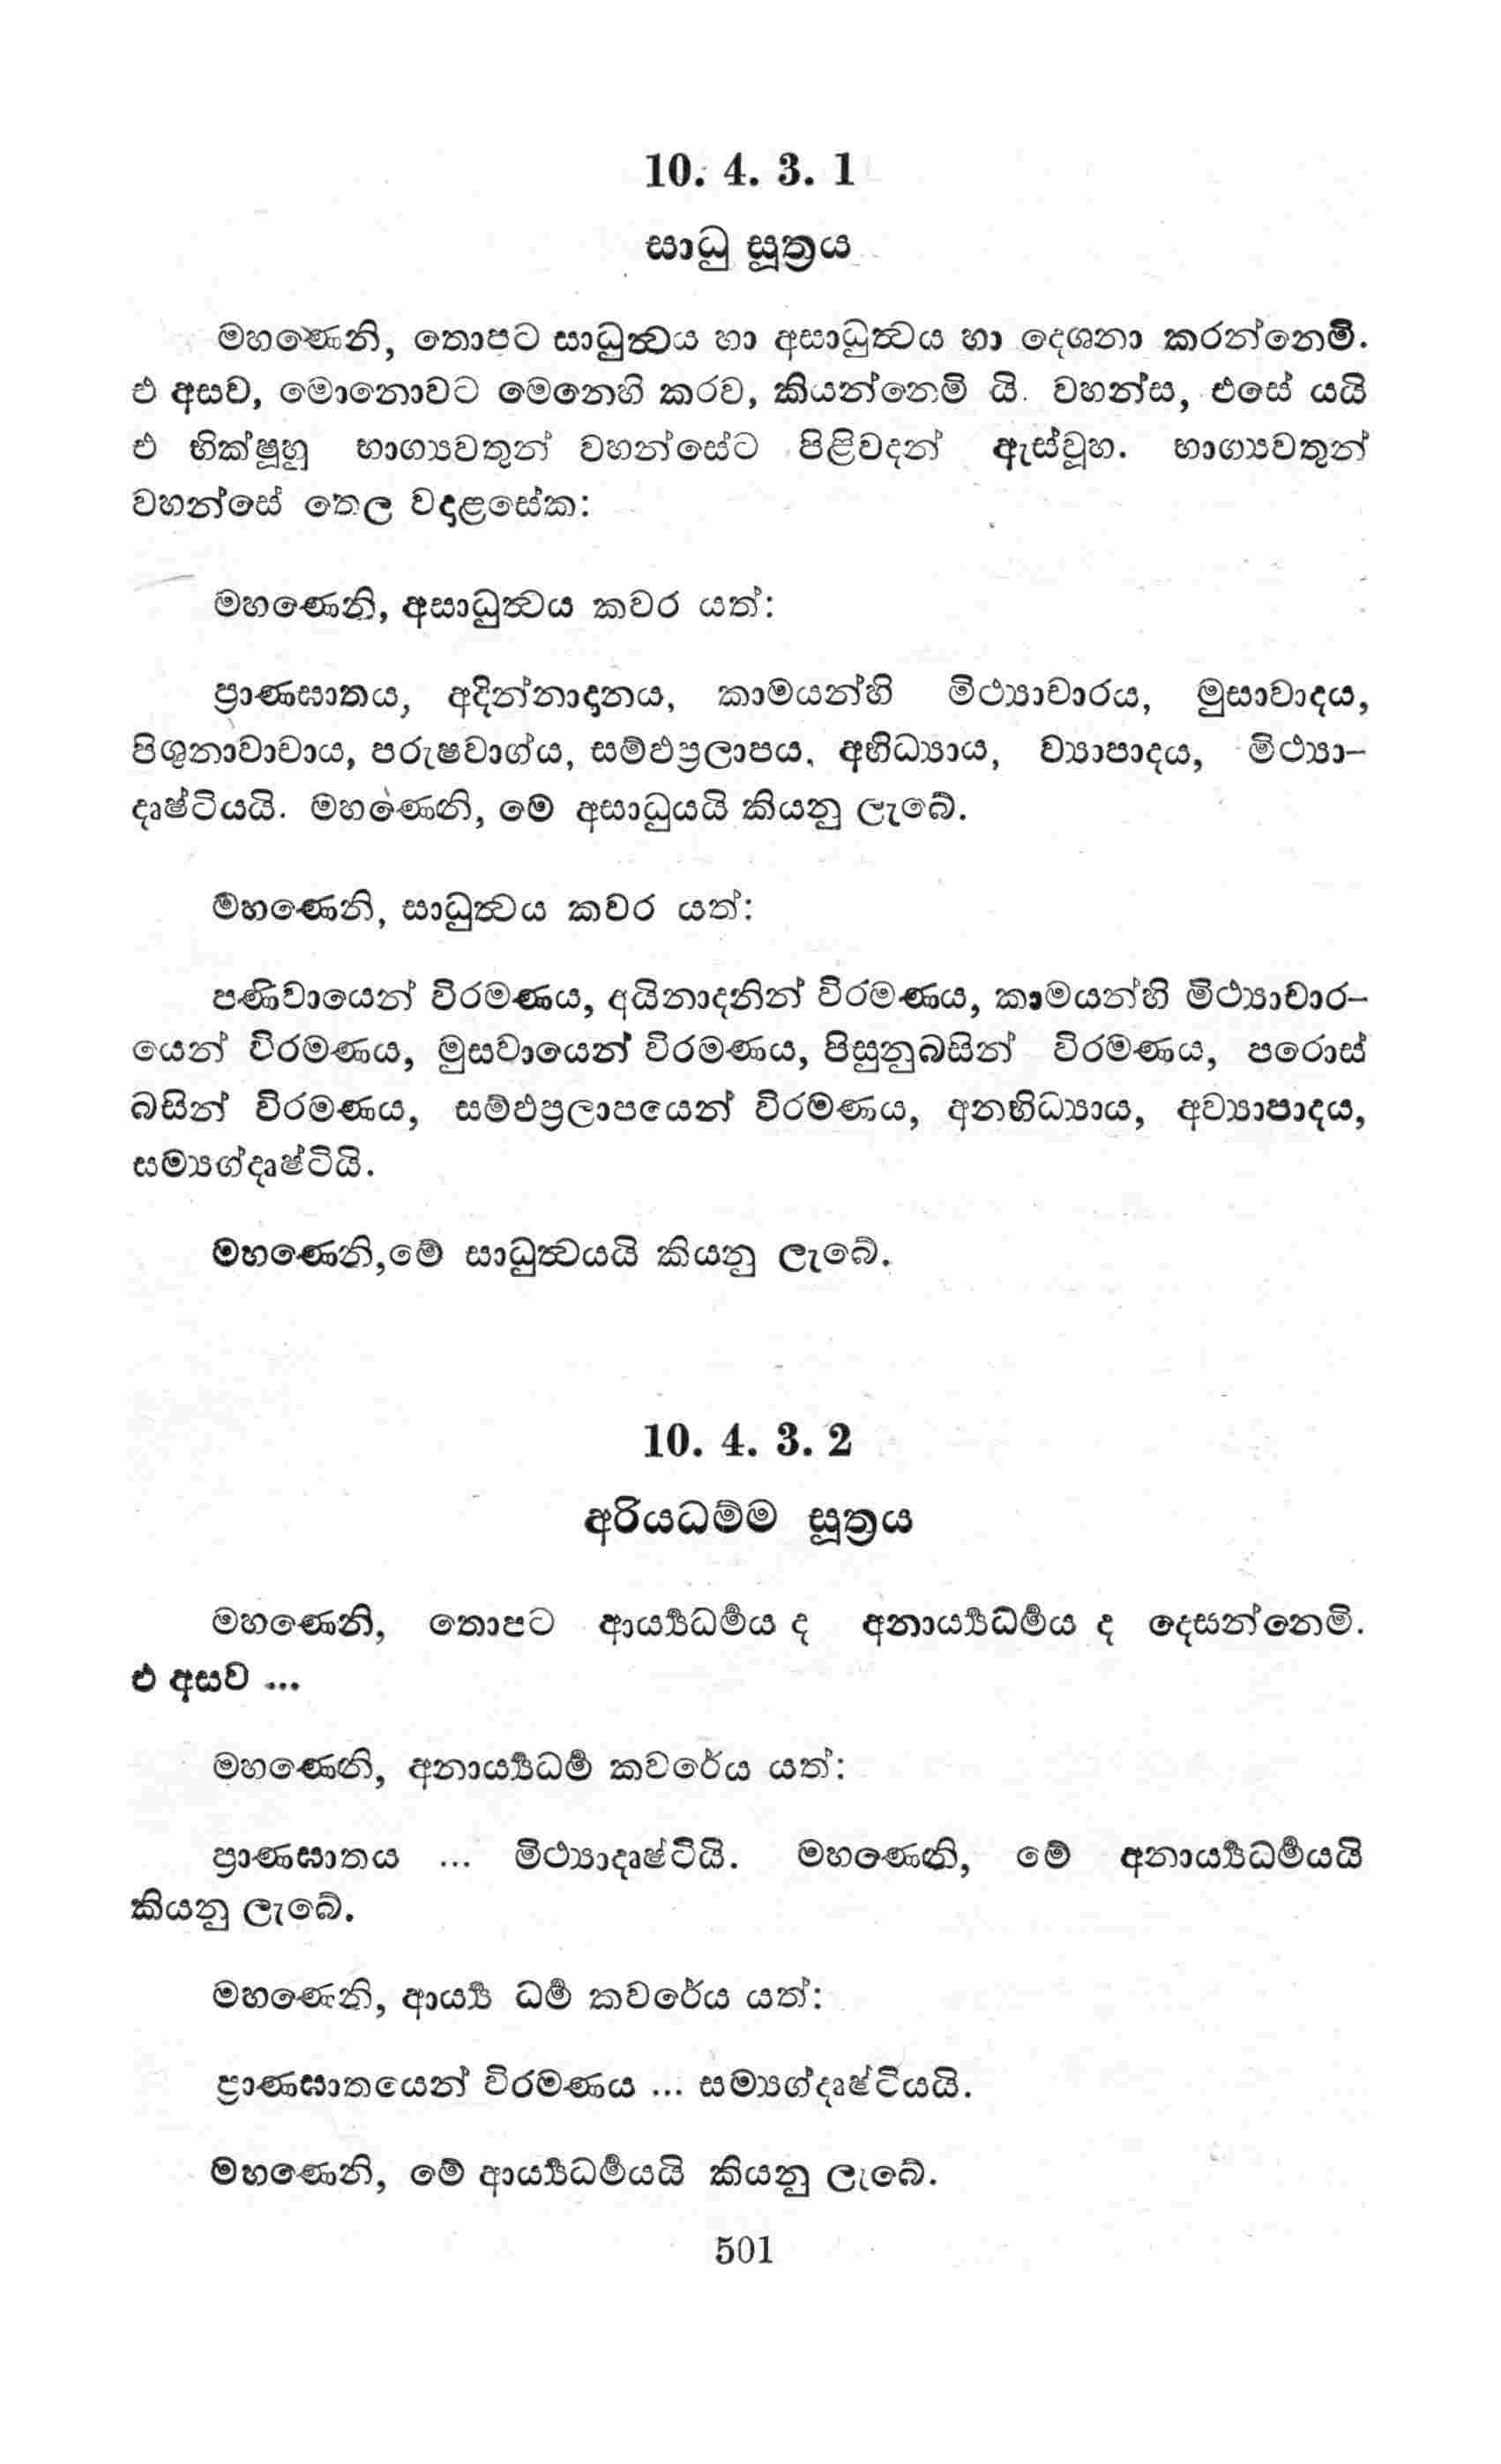 10. 4. 3. 1
සාධු සූත්‍රය
මහණෙනි, තොපට සාධුත්‍වය හා අසාධුත්‍වය හා දෙශනා කරන්නෙමි.
එ අසව, මොනොවට මෙනෙහි කරව, කියන්නෙමි යි. වහන්ස, එසේ යයි
එ භික්ෂූහු භාග්‍යවතුන් වහන්සේට පිළිවදන් ඇස්වූහ. භාග්‍යවතුන්
වහන්සේ තෙල වදාළසේක:
මහණෙනි, අසාධුත්‍වය කවර යත්:
ප්‍රාණඝාතය, අදින්නාදානය, කාමයන්හි මිථ්‍යාචාරය, මුසාවාදය,
පිශුනාවාචාය, පරුෂවාග්ය, සම්ඵප්‍රලාපය, අභිධ්‍යාය, ව්‍යාපාදය, මිථ්‍යා-
දෘෂ්ටියයි. මහණෙනි, මේ අසාධුයයි කියනු ලැබේ.
මහණෙනි, සාධුත්‍වය කවර යත්:
පණිවායෙන් විරමණය, අයිනාදනින් විරමණය, කාමයන්හි මිථ්‍යාචාර-
යෙන් විරමණය, මුසවායෙන් විරමණය, පිසුනුබසින් විරමණය, පරොස්
බසින් විරමණය, සම්ඵප්‍රලාපයෙන් විරමණය, අනභිධ්‍යාය, අව්‍යාපාදය,
සම්‍යග්දෘෂ්ටියි.
මහණෙනි,මේ සාධුත්‍වයයි කියනු ලැබේ.
10. 4. 3. 2
අරියධම්ම සූත්‍රය
මහණෙනි, තොපට ආර්‍ය්‍යධර්‍මය ද අනාර්‍ය්‍යධර්‍මය ද දෙසන්නෙමි.
එ අසව ...
මහණෙනි, අනාර්‍ය්‍යධර්‍ම කවරේය යත්:
ප්‍රාණඝාතය ... මිථ්‍යාදෘෂ්ටියි. මහණෙනි, මේ අනාර්‍ය්‍යධර්‍මයයි
කියනු ලැබේ.
මහණෙනි, ආර්‍ය්‍ය ධර්‍ම කවරේය යත්:
ප්‍රාණඝාතයෙන් විරමණය ... සම්‍යග්දෘෂ්ටියයි.
මහණෙනි, මේ ආර්‍ය්‍යධර්‍මයයි කියනු ලැබේ.
501